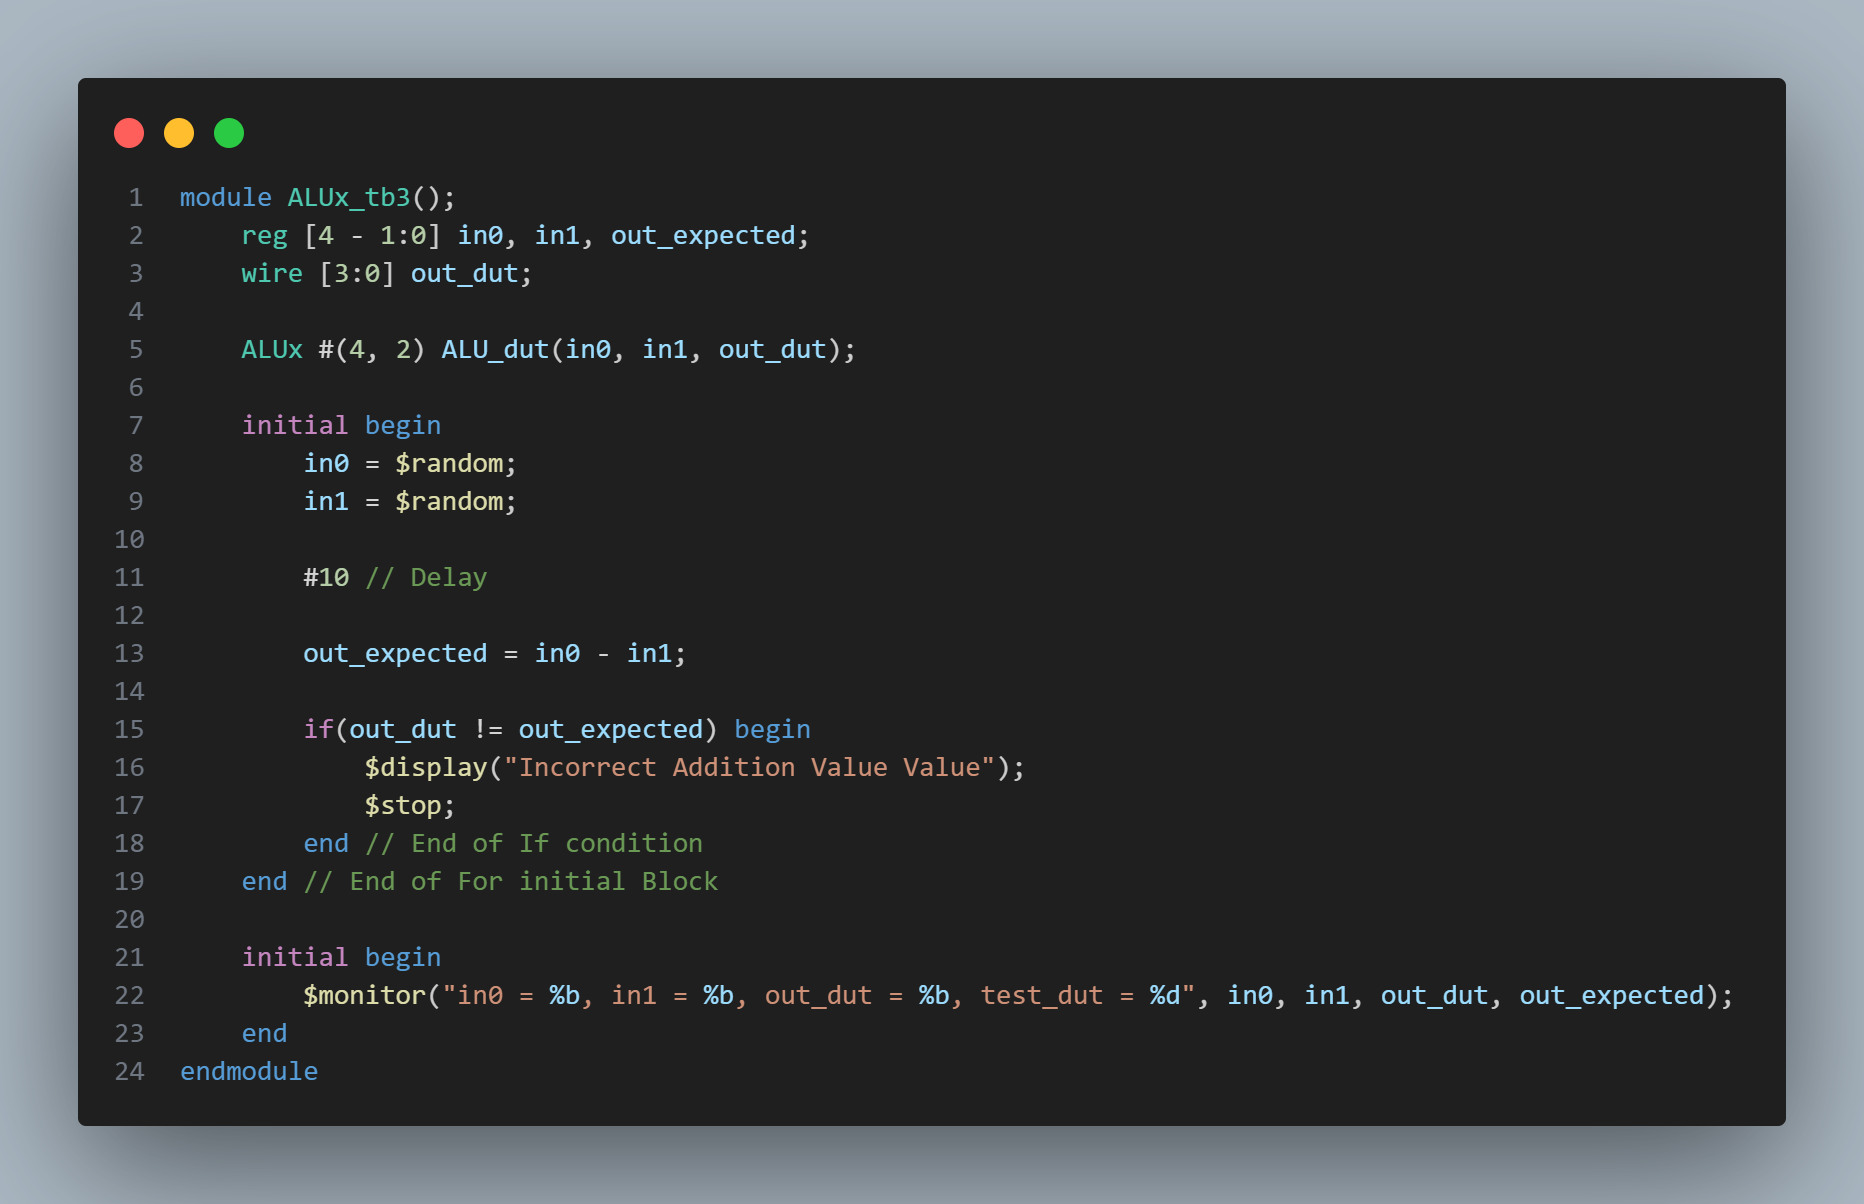 1 module ALUx_tb3();
2     reg [4 - 1:0] in0, in1, out_expected;
3     wire [3:0] out_dut;
4
5     ALUx #(4, 2) ALU_dut(in0, in1, out_dut);
6
7     initial begin
8         in0 = $random;
9         in1 = $random;
10
11         #10 // Delay
12
13         out_expected = in0 - in1;
14
15         if(out_dut != out_expected) begin
16             $display("Incorrect Addition Value Value");
17             $stop;
18         end // End of If condition
19     end // End of For initial Block
20
21     initial begin
22         $monitor("in0 = %b, in1 = %b, out_dut = %b, test_dut = %d", in0, in1, out_dut, out_expected);
23     end
24 endmodule